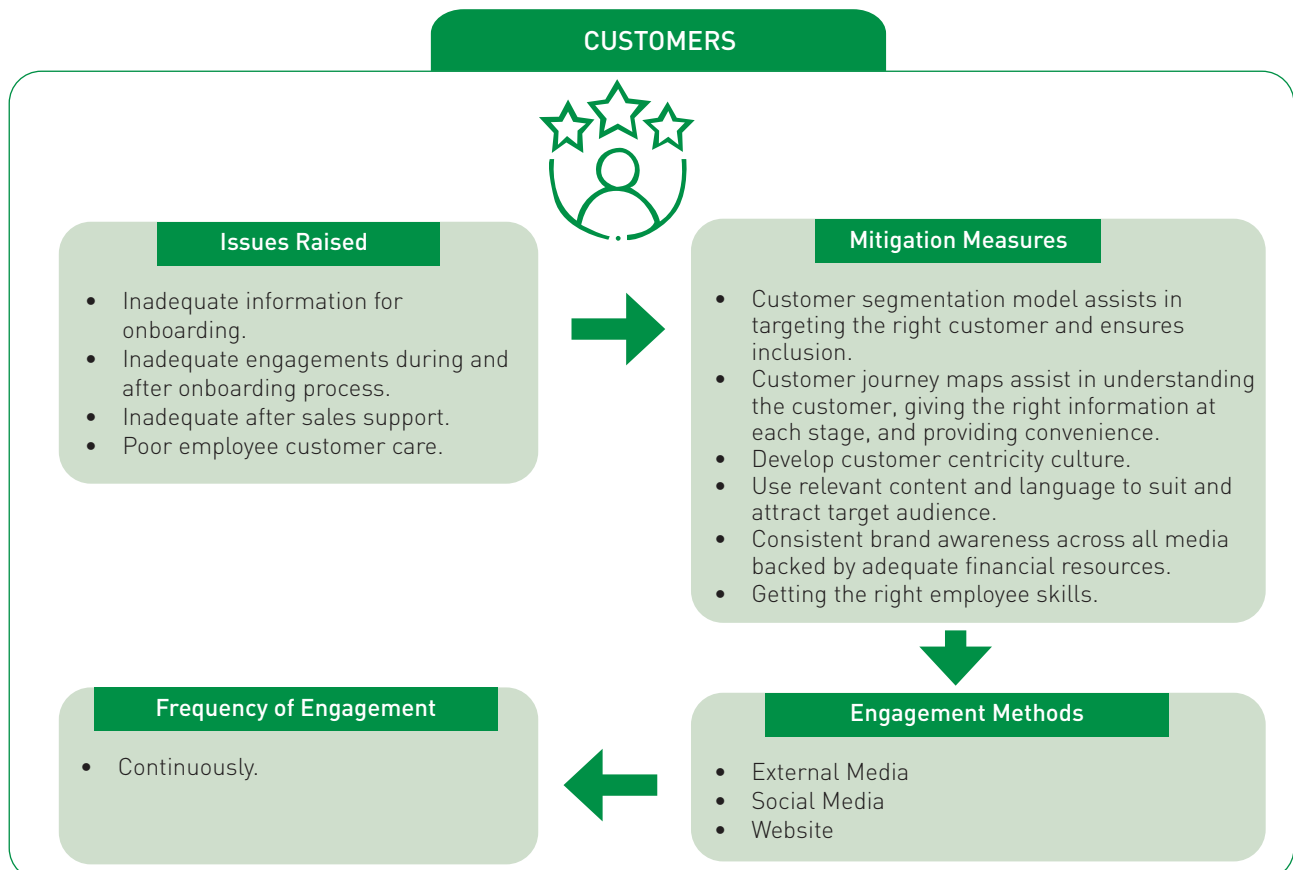 CUSTOMERS
Issues Raised
• Inadequate information for
onboarding.
• Inadequate engagements during and
after onboarding process.
• Inadequate after sales support.
• Poor employee customer care.
Mitigation Measures
• Customer segmentation model assists in
targeting the right customer and ensures
inclusion.
• Customer journey maps assist in understanding
the customer, giving the right information at
each stage, and providing convenience.
• Develop customer centricity culture.
• Use relevant content and language to suit and
attract target audience.
• Consistent brand awareness across all media
backed by adequate financial resources.
• Getting the right employee skills.
Engagement Methods
• External Media
• Social Media
• Website
Frequency of Engagement
• Continuously.